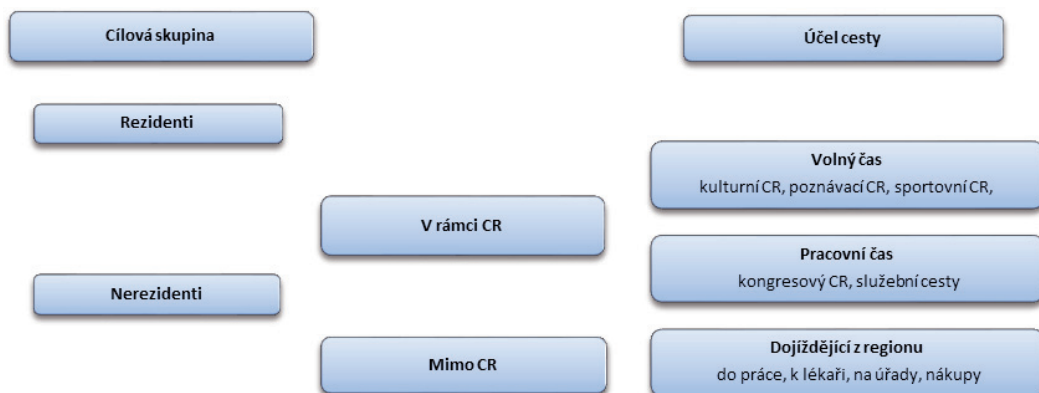 Cílová skupina
Účel cesty
Rezidenti
Volný čas
kulturní CR, poznávací CR, sportovní CR,
V rámci CR
Pracovní čas
kongresový CR, služební cesty
Nerezidenti
Mimo CR
Dojíždějící z regionu
do práce, k lékaři, na úřady, nákupy